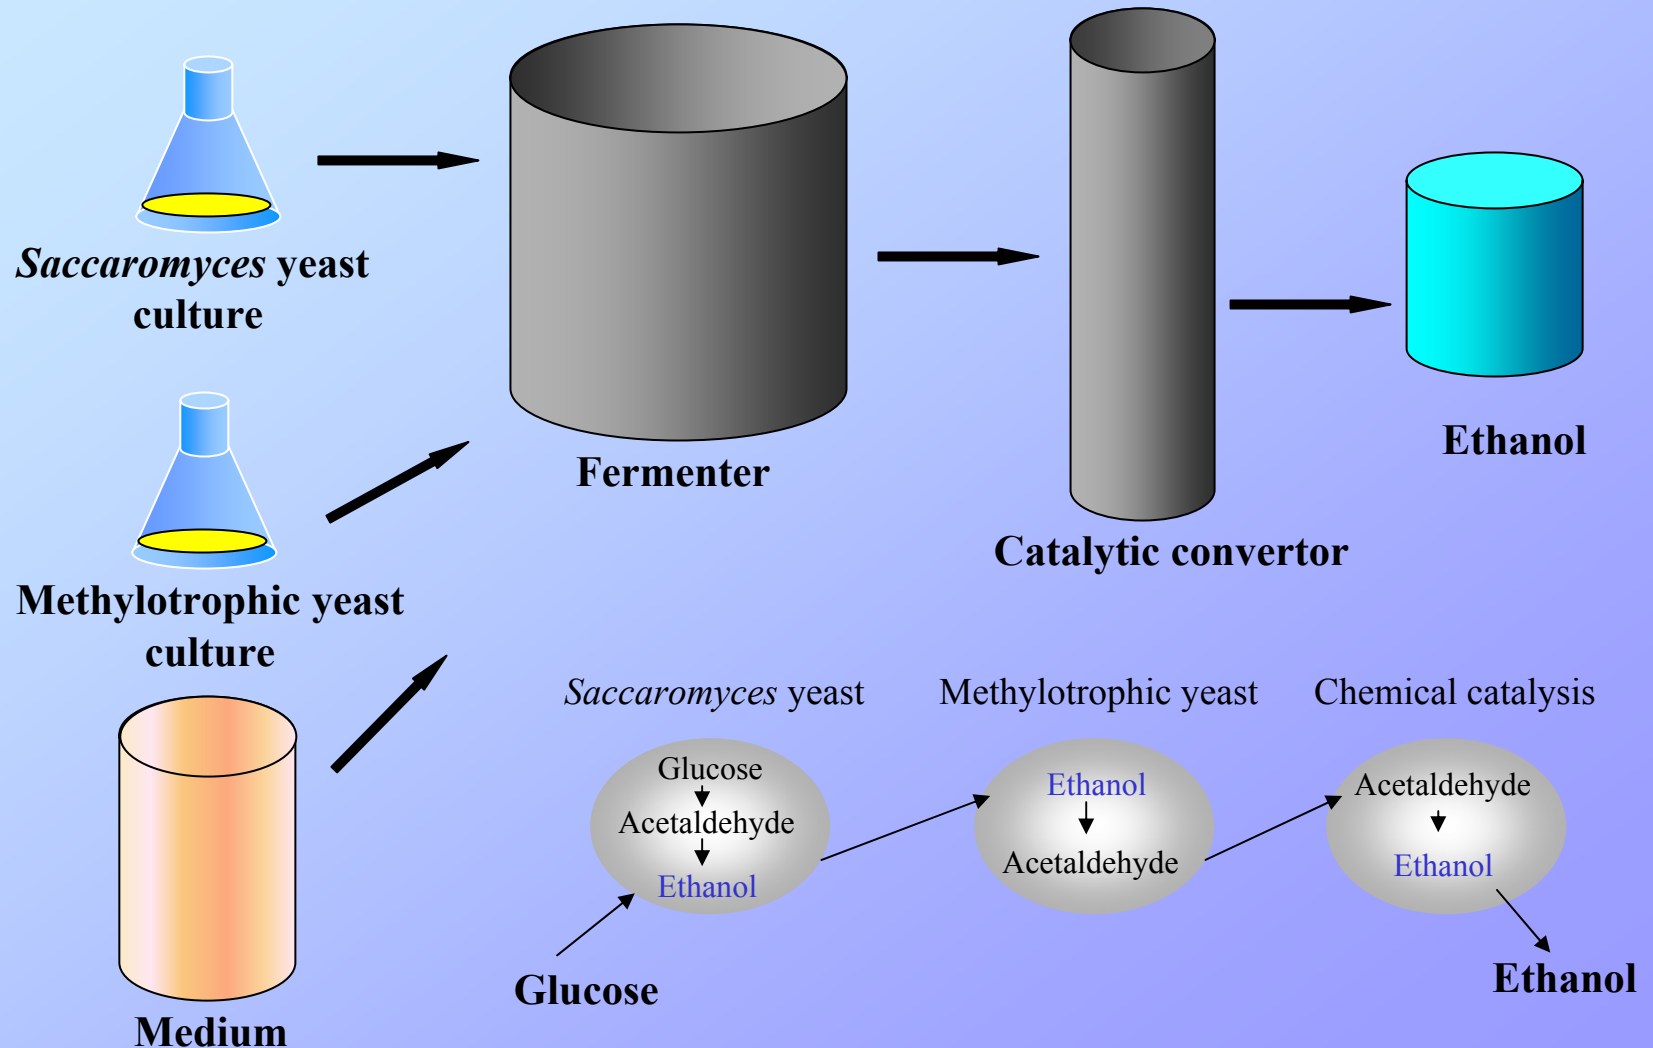 Saccaromyces yeast
culture
Fermenter
Ethanol
Catalytic convertor
Methylotrophic yeast
culture
Medium
Saccaromyces yeast
Glucose
Acetaldehyde
Ethanol
Glucose
Methylotrophic yeast
Ethanol
Acetaldehyde
Chemical catalysis
Acetaldehyde
Ethanol
Ethanol